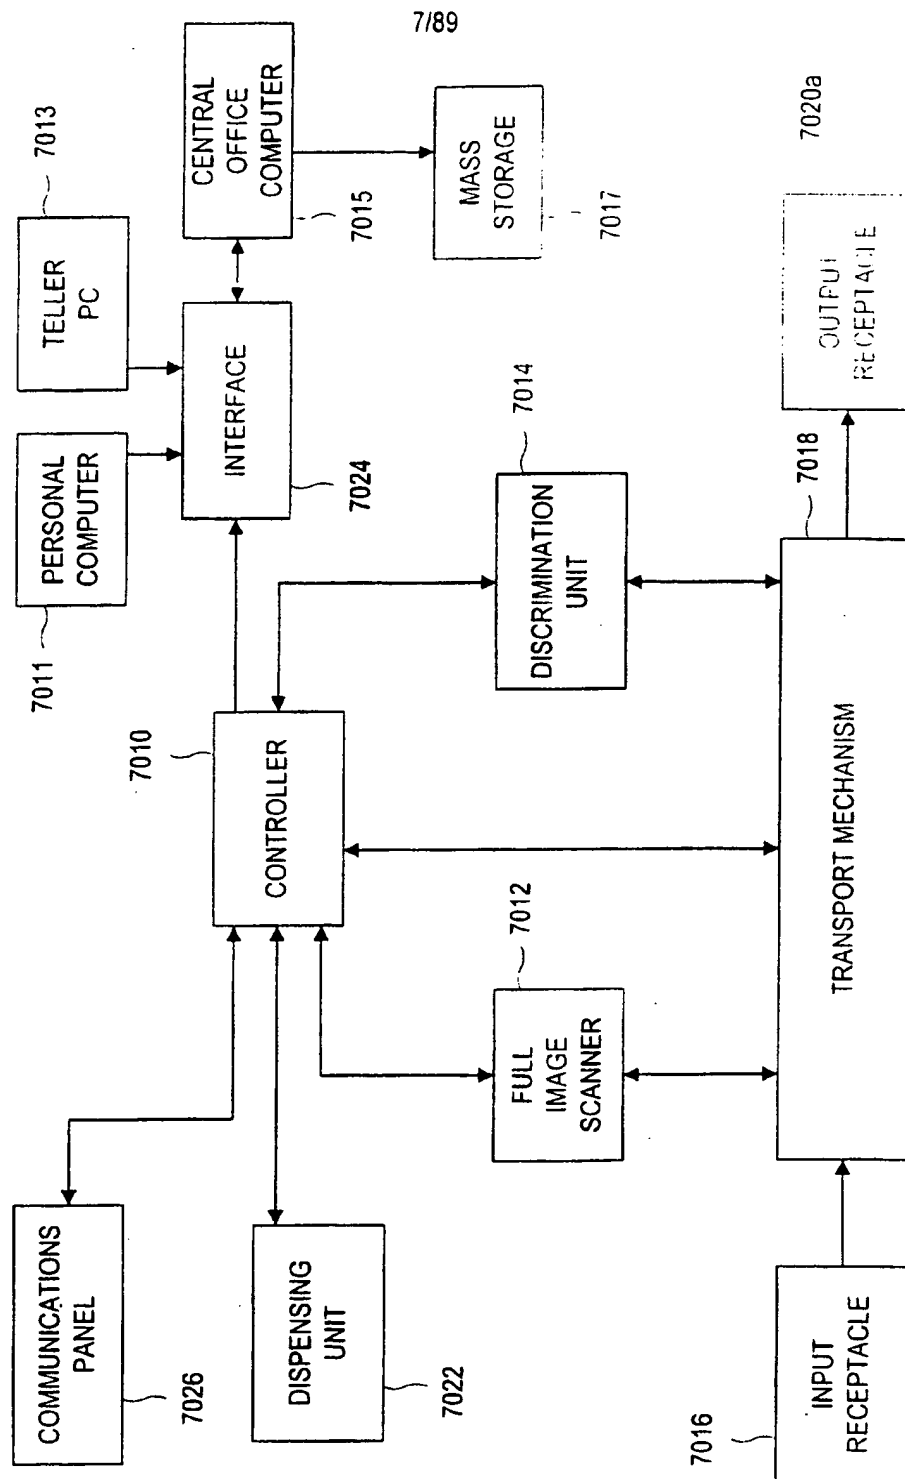 7/89
COMMUNICATIONS
PANEL
7026
DISPENSING
UNIT
7022
7010
CONTROLLER
7011
PERSONAL
COMPUTER
TELLER
PC
7013
INTERFACE
7024
CENTRAL
OFFICE
COMPUTER
7015
MASS
STORAGE
7017
FULL
IMAGE
SCANNER
7012
DISCRIMINATION
UNIT
7014
7016
INPUT
RECEPTACLE
TRANSPORT MECHANISM
7018
OUTPUT
RECEPTACLE
7020a